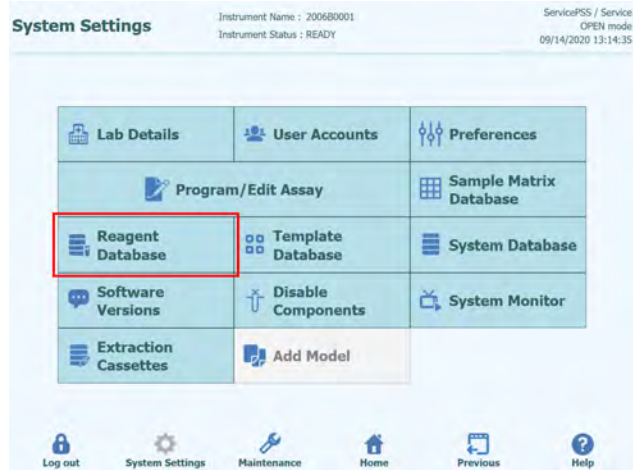 System Settings
Instrument Name : 200680001
Instrument Status : READY
ServicePSS / Service
OPEN mode
09/14/2020 13:14:35
Lab Details
User Accounts
Preferences
Program/Edit Assay
Sample Matrix
Database
Reagent
Database
Template
Database
System Database
Software
Versions
Disable
Components
System Monitor
Extraction
Cassettes
Add Model
Log out
System Settings
Maintenance
Home
Previous
Help